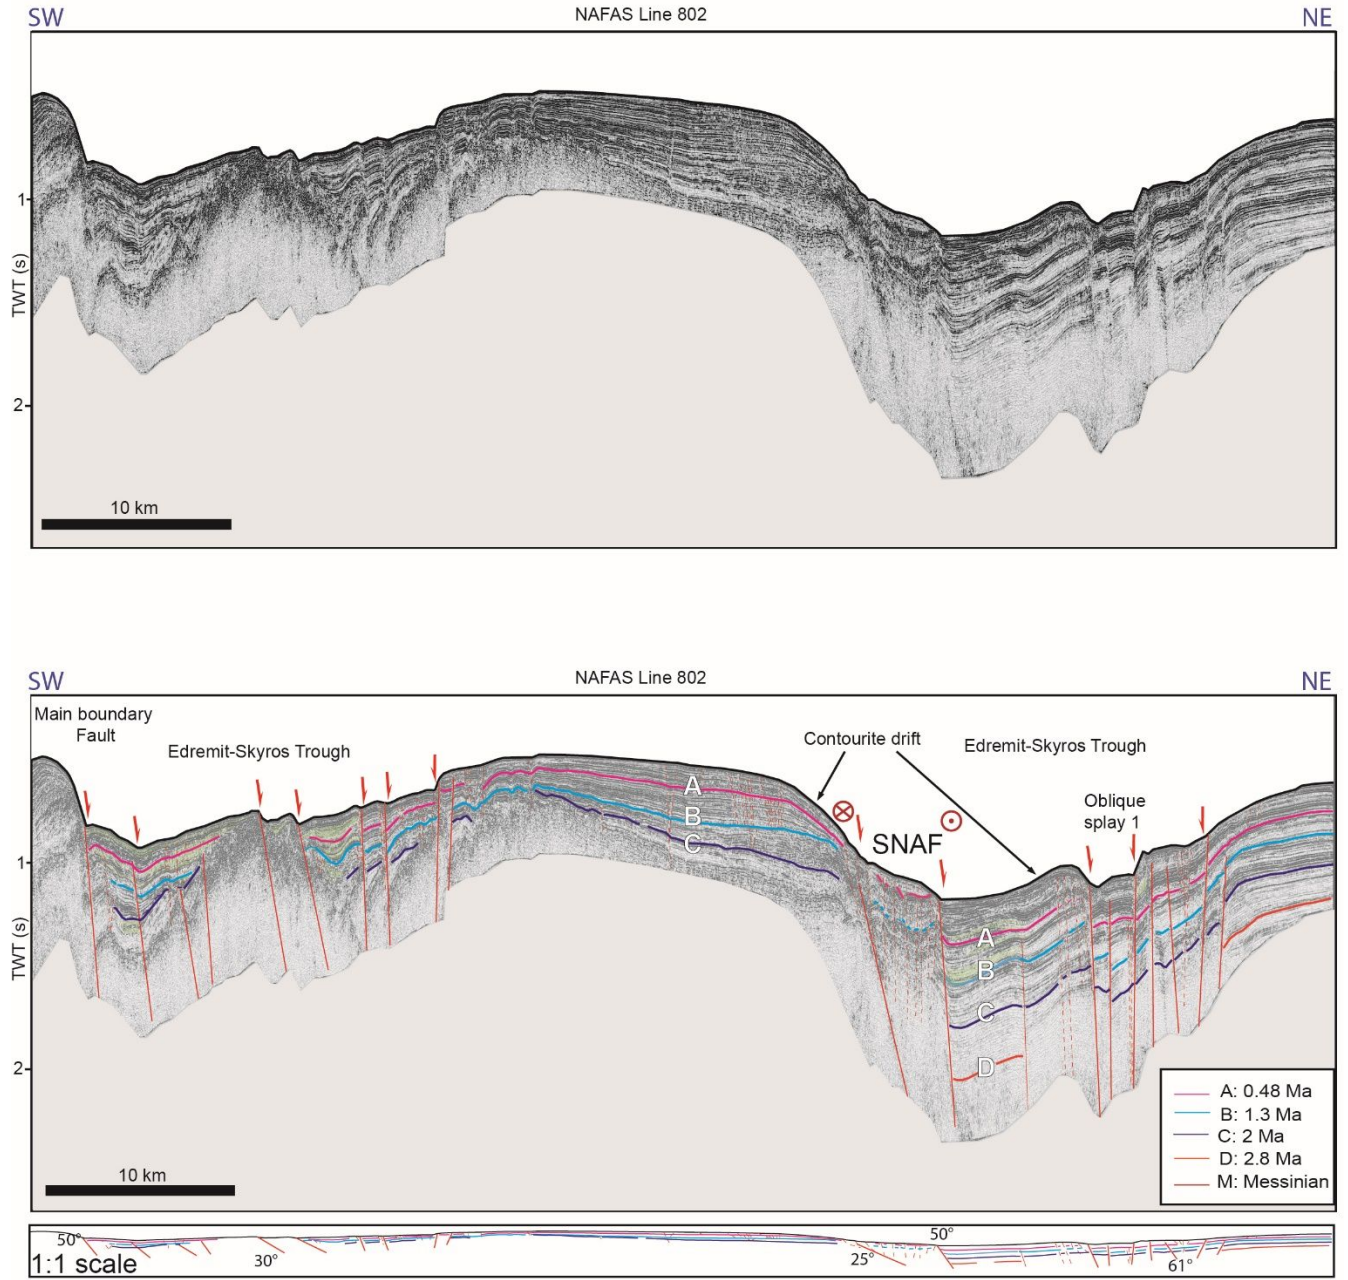 SW
NAFAS Line 802
NE
1
TWT (s)
2
10 km
SW
NAFAS Line 802
NE
Main boundary
Fault
Edremit-Skyros Trough
Contourite drift
Edremit-Skyros Trough
Oblique
splay 1
SNAF
A
B
C
1
TWT (s)
A
B
C
D
2
A: 0.48 Ma
B: 1.3 Ma
C: 2 Ma
D: 2.8 Ma
M: Messinian
10 km
50°
30°
50°
25°
61°
1:1 scale